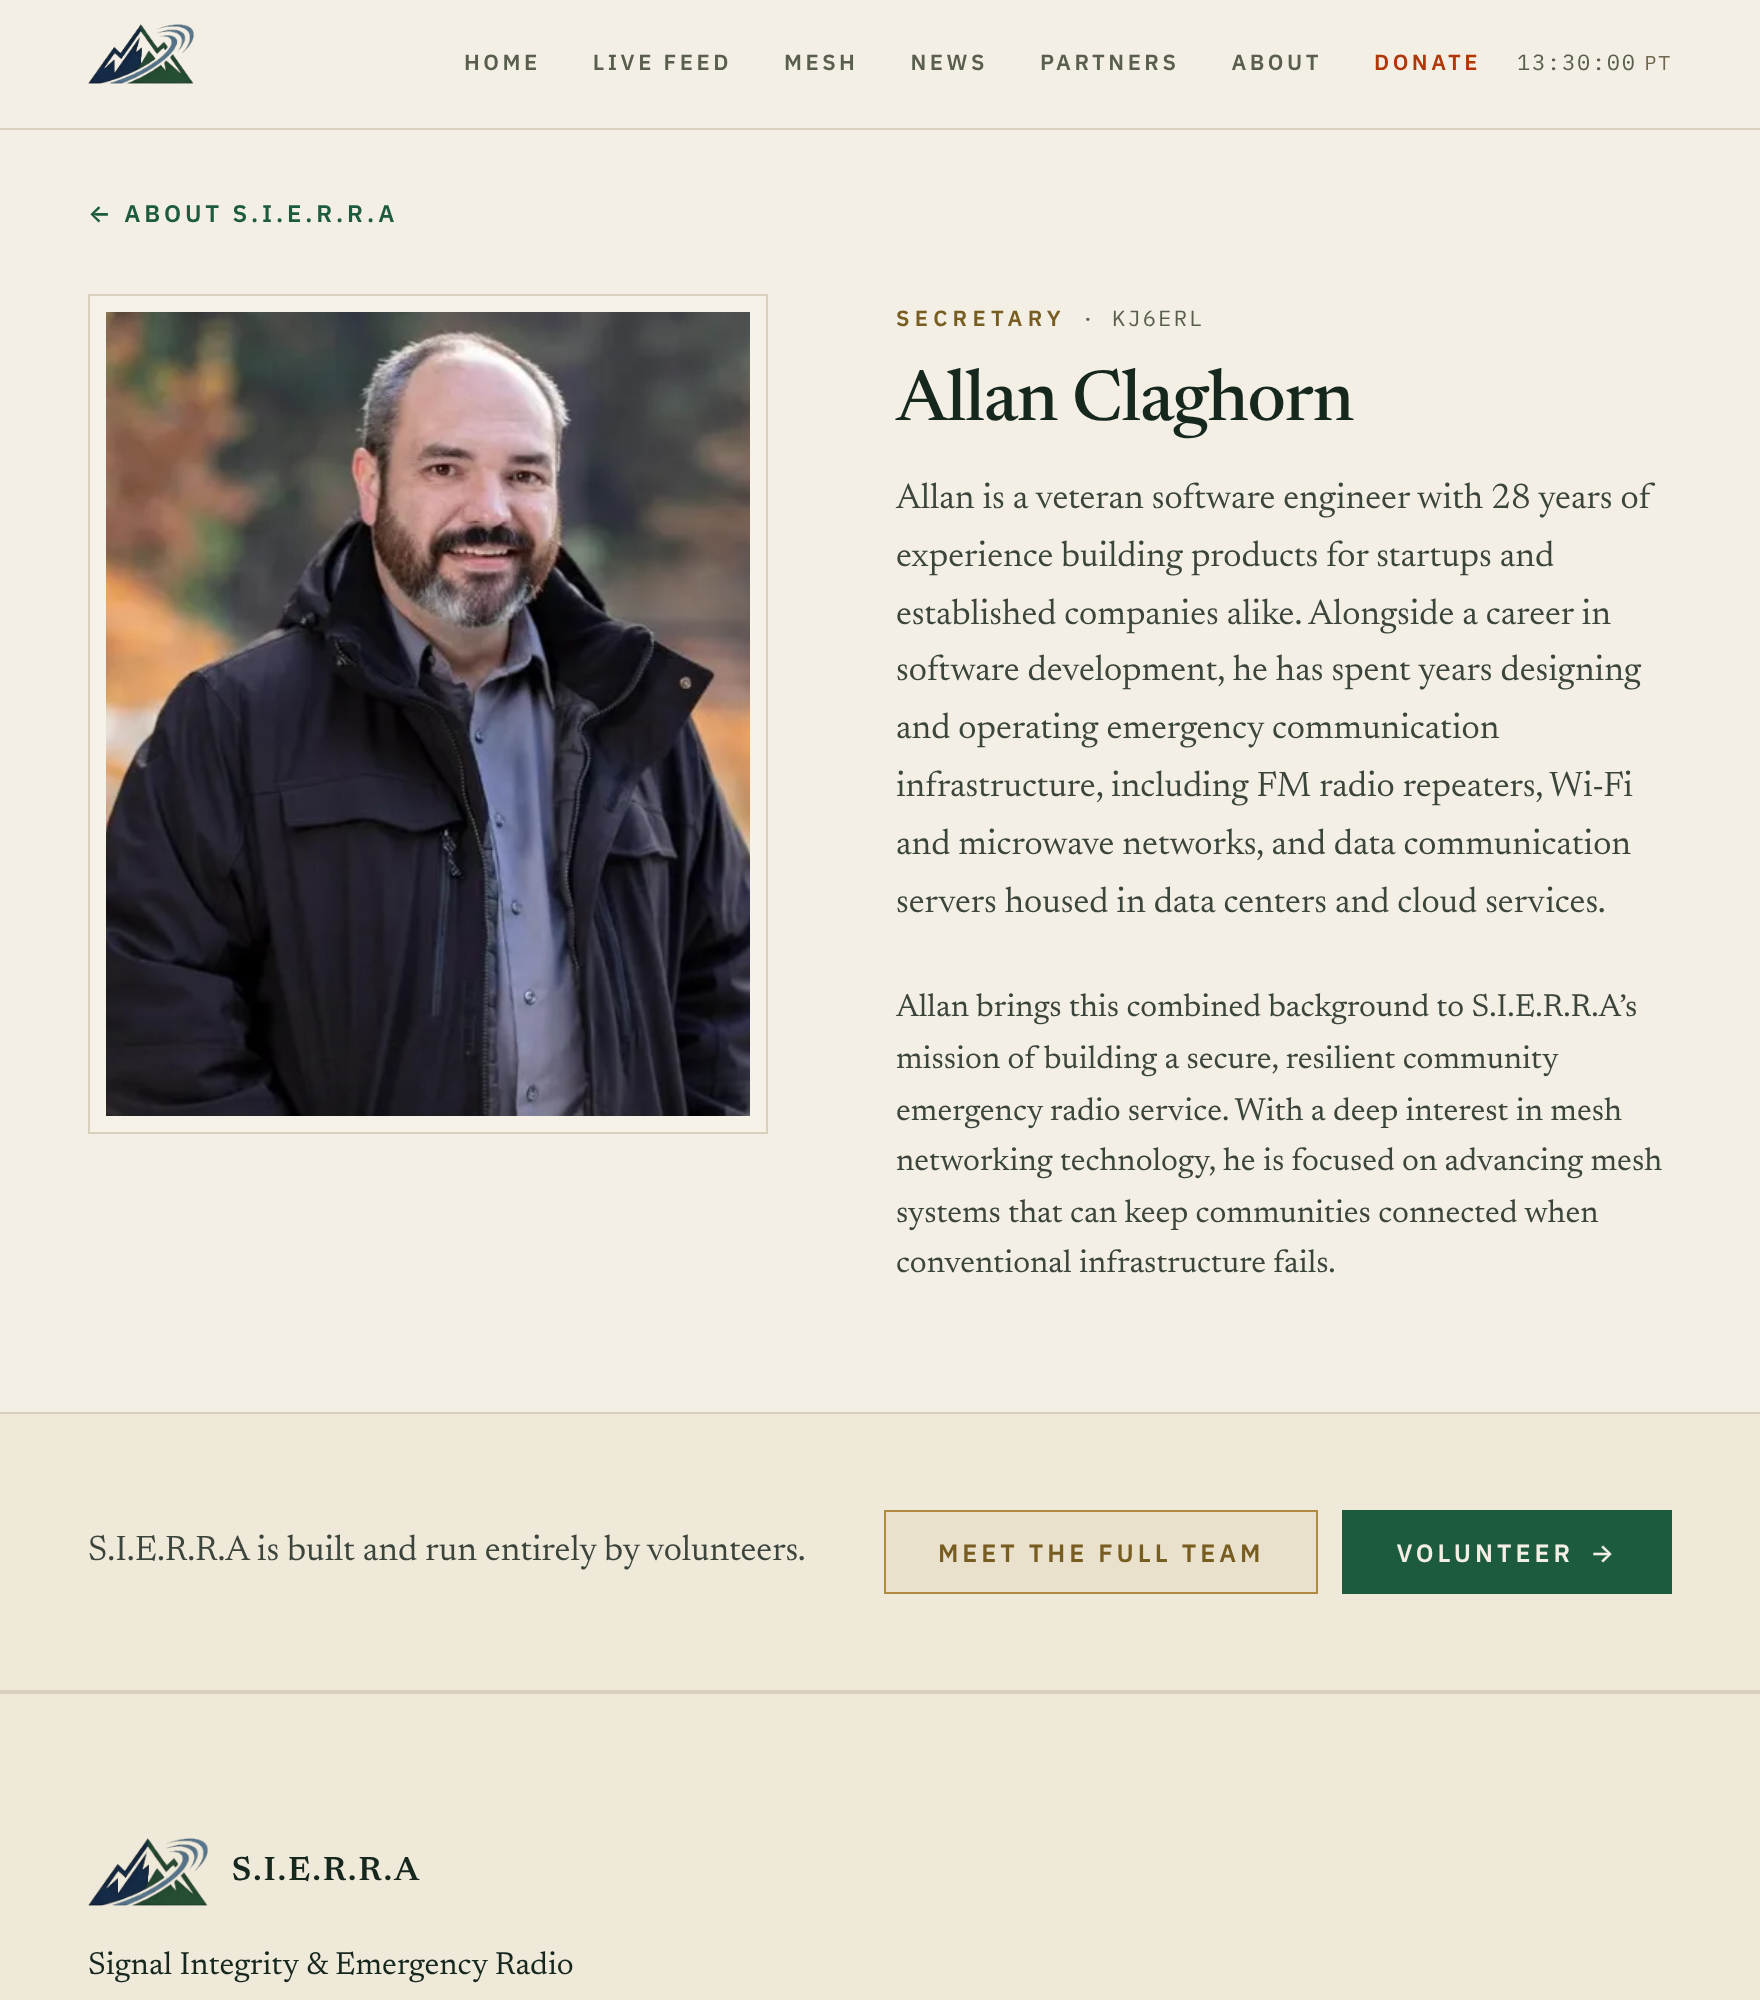 HOME LIVE FEED MESH NEWS PARTNERS ABOUT DONATE 13:30:00 PT
← ABOUT S.I.E.R.R.A
SECRETARY · KJ6ERL
Allan Claghorn
Allan is a veteran software engineer with 28 years of
experience building products for startups and
established companies alike. Alongside a career in
software development, he has spent years designing
and operating emergency communication
infrastructure, including FM radio repeaters, Wi-Fi
and microwave networks, and data communication
servers housed in data centers and cloud services.
Allan brings this combined background to S.I.E.R.R.A’s
mission of building a secure, resilient community
emergency radio service. With a deep interest in mesh
networking technology, he is focused on advancing mesh
systems that can keep communities connected when
conventional infrastructure fails.
S.I.E.R.R.A is built and run entirely by volunteers.
MEET THE FULL TEAM
VOLUNTEER →
S.I.E.R.R.A
Signal Integrity & Emergency Radio